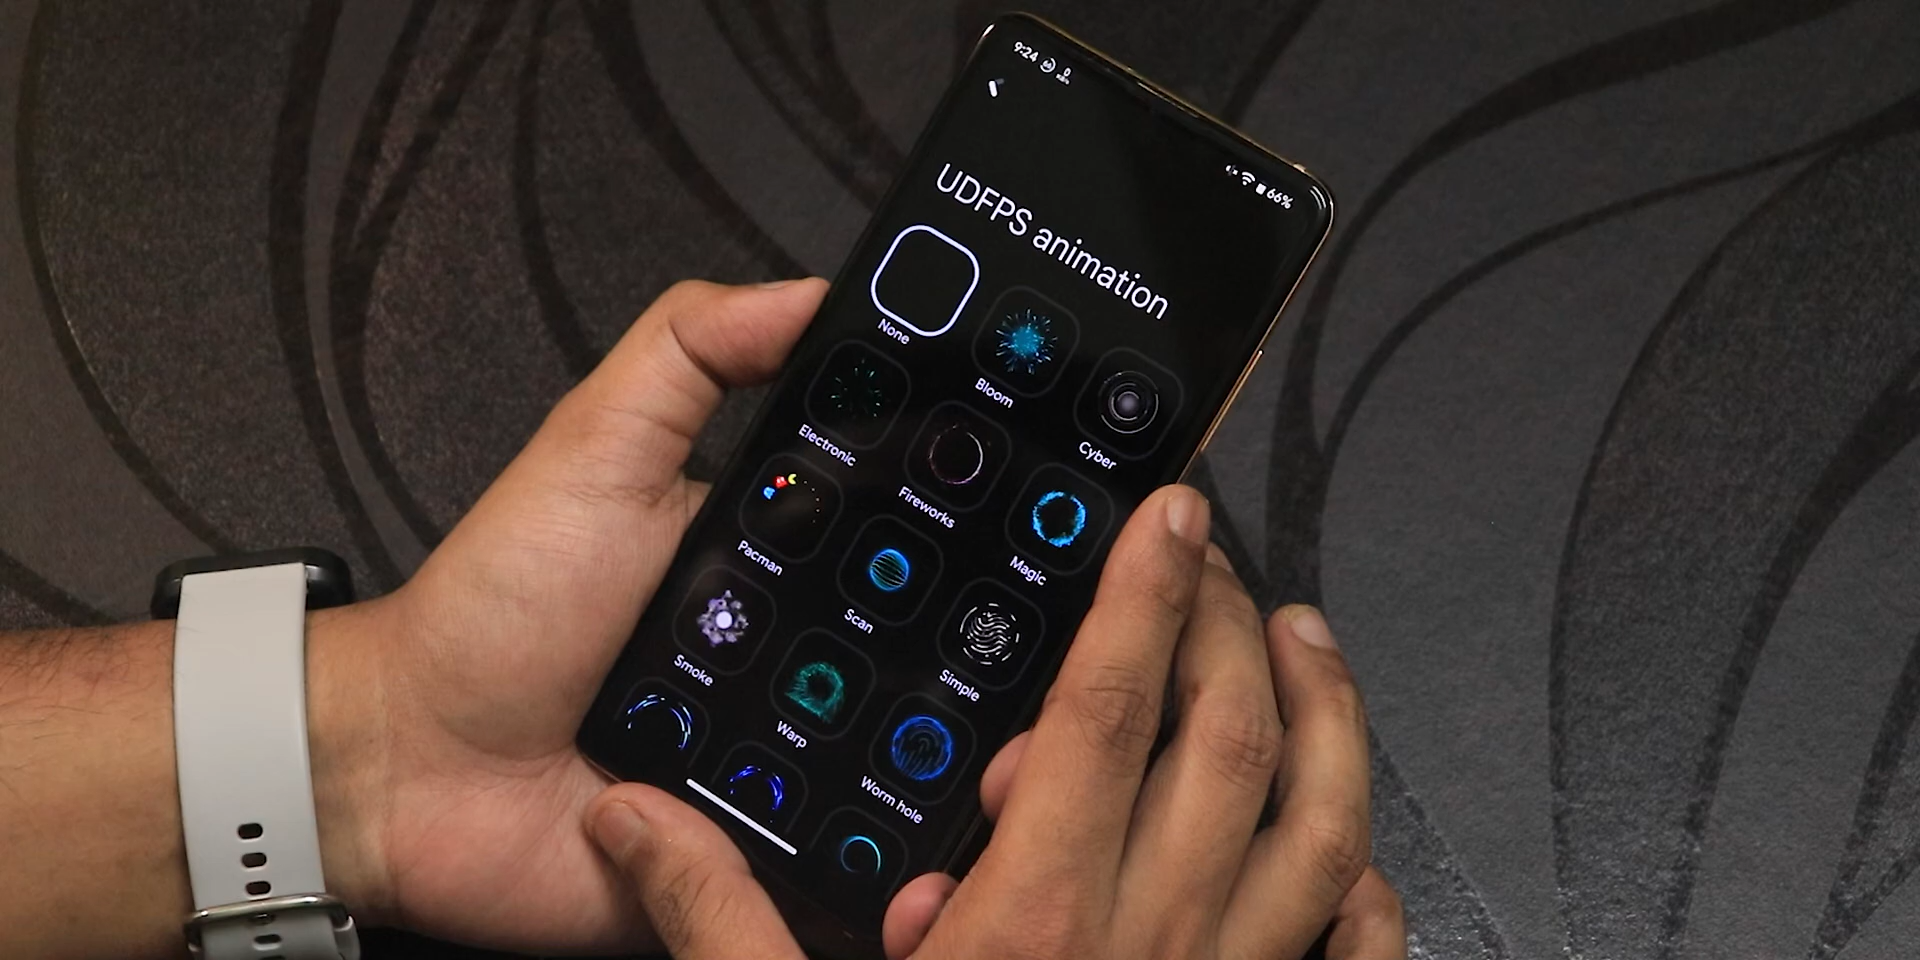 9:24
66%
UDFPS animation
None
Bloom
Cyber
Electronic
Fireworks
Magic
Pacman
Scan
Simple
Smoke
Warp
Worm hole